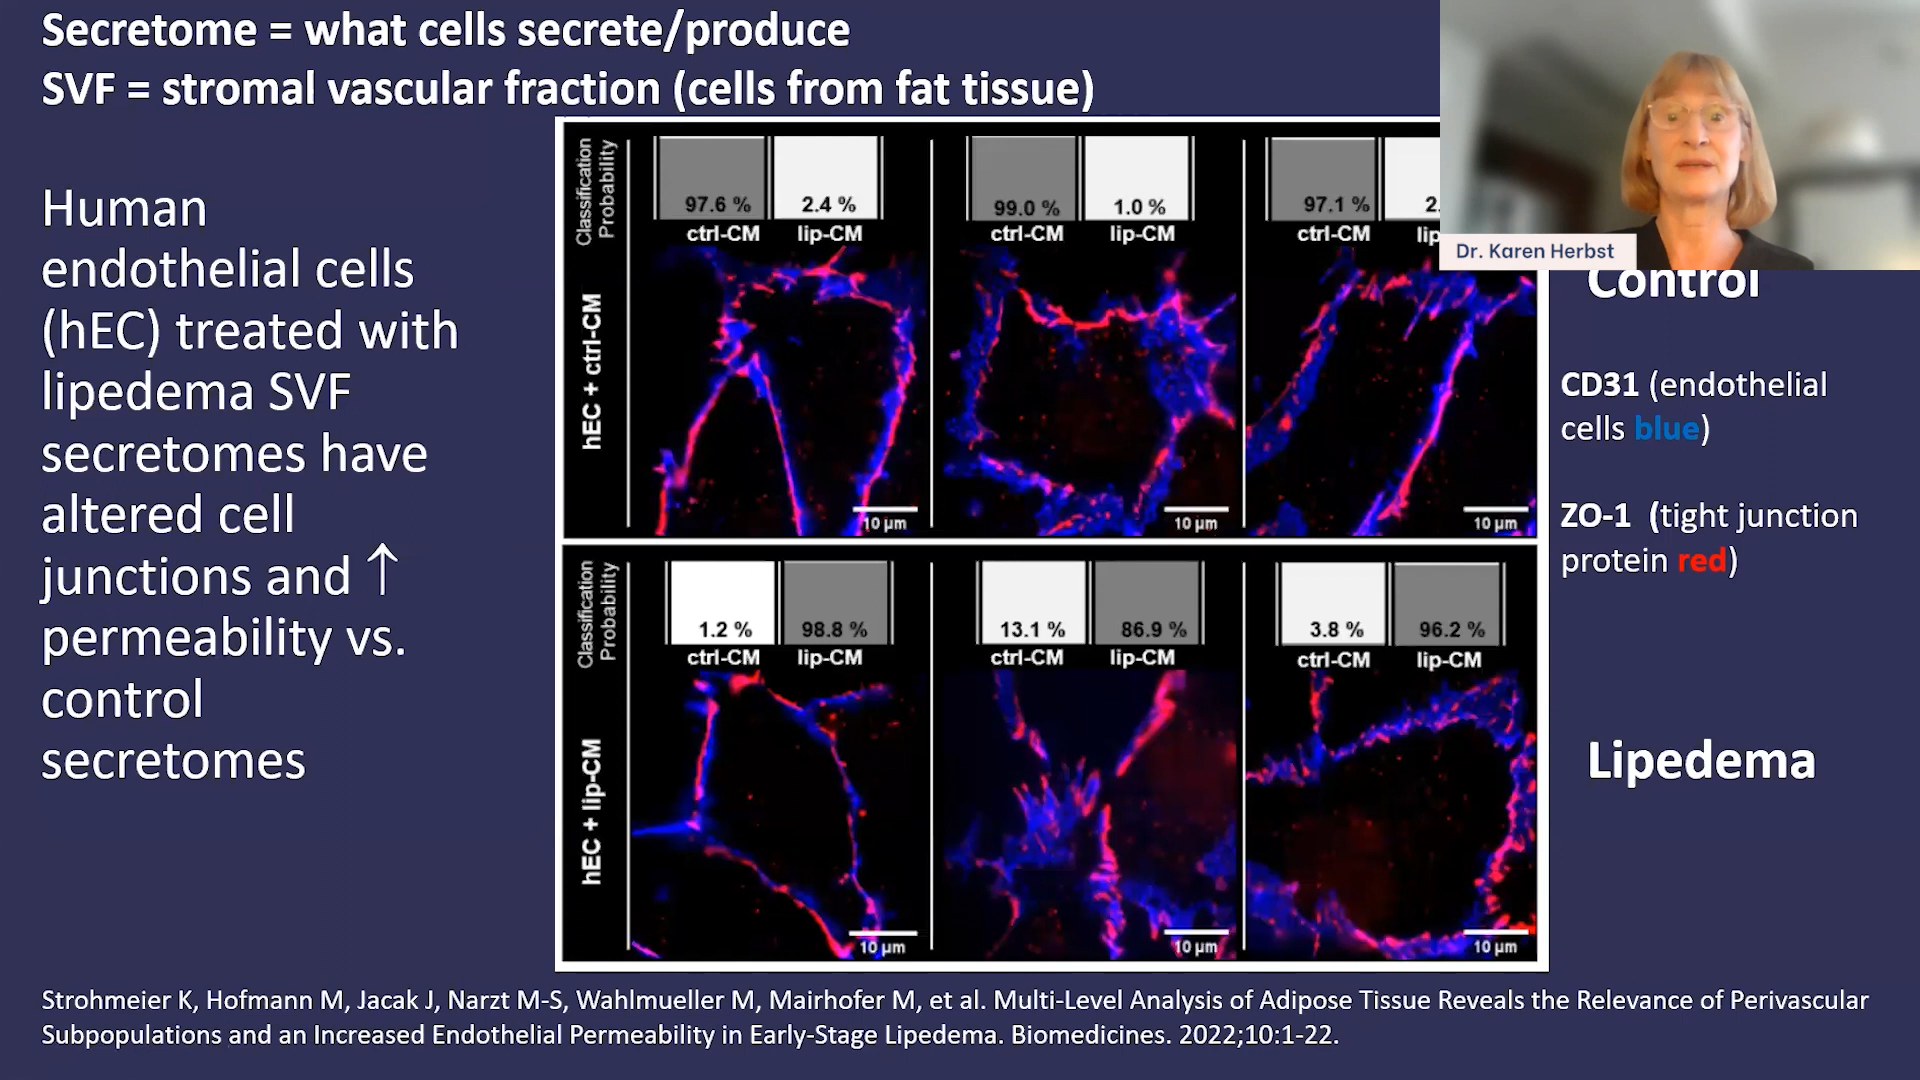 Secretome = what cells secrete/produce
SVF = stromal vascular fraction (cells from fat tissue)
Human
endothelial cells
(hEC) treated with
lipedema SVF
secretomes have
altered cell
junctions and ↑
permeability vs.
control
secretomes
Classification
Probability
97.6 % 2.4 %
ctrl-CM lip-CM
99.0 % 1.0 %
ctrl-CM lip-CM
97.1 % 2.
ctrl-CM lip
hEC + ctrl-CM
10 µm
10 µm
10 µm
Classification
Probability
1.2 % 98.8 %
ctrl-CM lip-CM
13.1 % 86.9 %
ctrl-CM lip-CM
3.8 % 96.2 %
ctrl-CM lip-CM
hEC + lip-CM
10 µm
10 µm
10 µm
Dr. Karen Herbst
Control
CD31 (endothelial
cells blue)
ZO-1 (tight junction
protein red)
Lipedema
Strohmeier K, Hofmann M, Jacak J, Narzt M-S, Wahlmueller M, Mairhofer M, et al. Multi-Level Analysis of Adipose Tissue Reveals the Relevance of Perivascular
Subpopulations and an Increased Endothelial Permeability in Early-Stage Lipedema. Biomedicines. 2022;10:1-22.